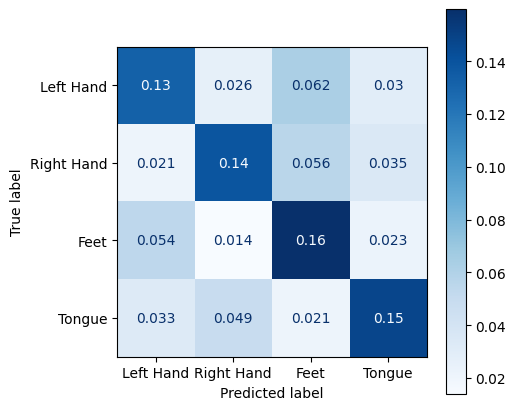 Left Hand 0.13 0.026 0.062 0.03
Right Hand 0.021 0.14 0.056 0.035
Feet 0.054 0.014 0.16 0.023
Tongue 0.033 0.049 0.021 0.15
Left Hand Right Hand Feet Tongue
Predicted label
True label
0.14
0.12
0.10
0.08
0.06
0.04
0.02